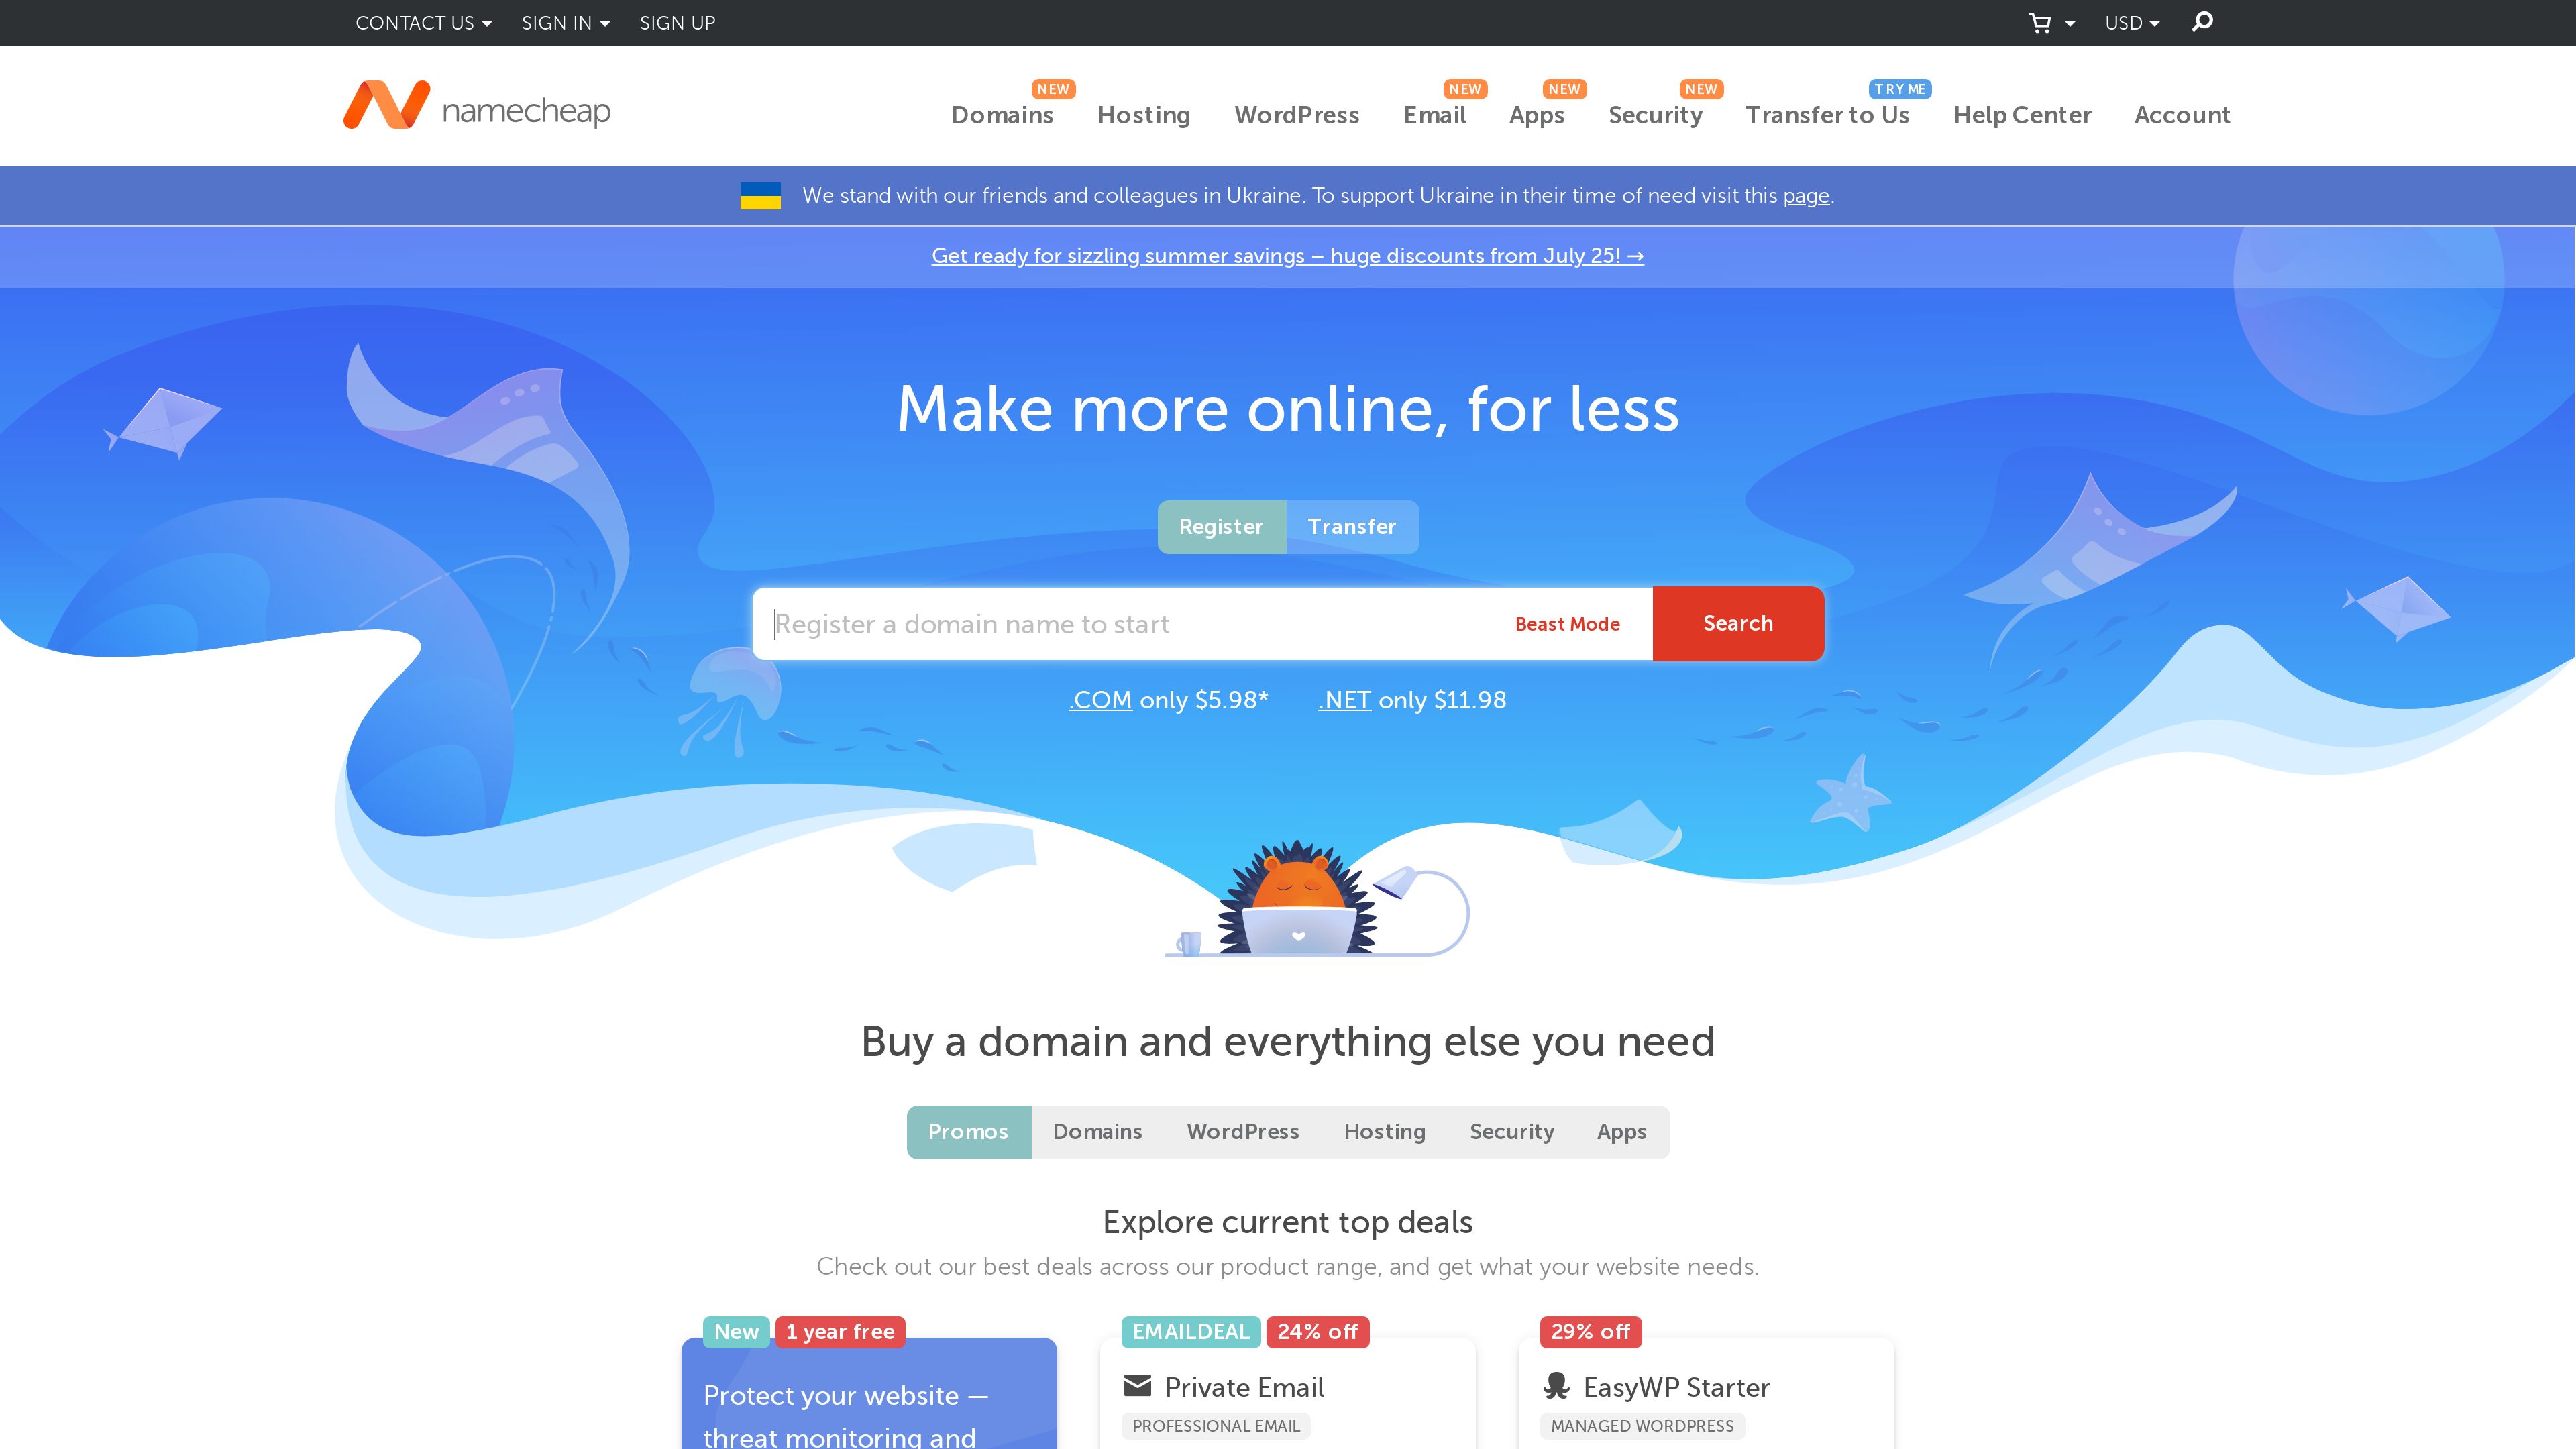 CONTACT US SIGN IN SIGN UP USD
namecheap
NEW NEW NEW NEW TRY ME
Domains Hosting WordPress Email Apps Security Transfer to Us Help Center Account
We stand with our friends and colleagues in Ukraine. To support Ukraine in their time of need visit this page.
Get ready for sizzling summer savings – huge discounts from July 25! →
Make more online, for less
Register Transfer
Register a domain name to start Beast Mode Search
.COM only $5.98* .NET only $11.98
Buy a domain and everything else you need
Promos Domains WordPress Hosting Security Apps
Explore current top deals
Check out our best deals across our product range, and get what your website needs.
New 1 year free
Protect your website —
threat monitoring and
EMAILDEAL 24% off
Private Email
PROFESSIONAL EMAIL
29% off
EasyWP Starter
MANAGED WORDPRESS